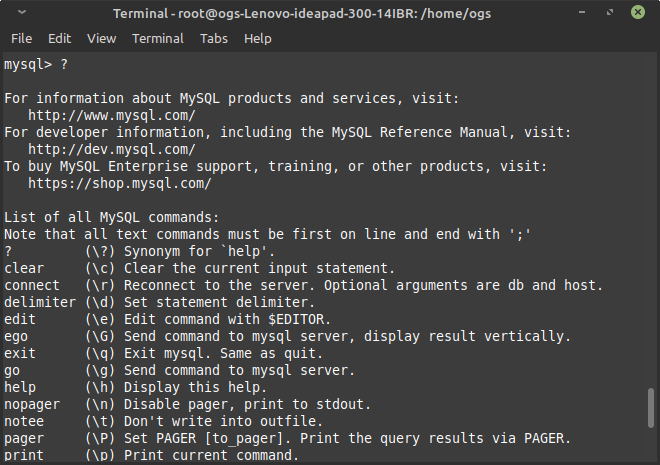 Terminal - root@ogs-Lenovo-ideapad-300-14IBR: /home/ogs
File Edit View Terminal Tabs Help
mysql> ?
For information about MySQL products and services, visit:
http://www.mysql.com/
For developer information, including the MySQL Reference Manual, visit:
http://dev.mysql.com/
To buy MySQL Enterprise support, training, or other products, visit:
https://shop.mysql.com/
List of all MySQL commands:
Note that all text commands must be first on line and end with ';'
? (\?) Synonym for `help'.
clear (\c) Clear the current input statement.
connect (\r) Reconnect to the server. Optional arguments are db and host.
delimiter (\d) Set statement delimiter.
edit (\e) Edit command with $EDITOR.
ego (\G) Send command to mysql server, display result vertically.
exit (\q) Exit mysql. Same as quit.
go (\g) Send command to mysql server.
help (\h) Display this help.
nopager (\n) Disable pager, print to stdout.
notee (\t) Don't write into outfile.
pager (\P) Set PAGER [to_pager]. Print the query results via PAGER.
print (\p) Print current command.